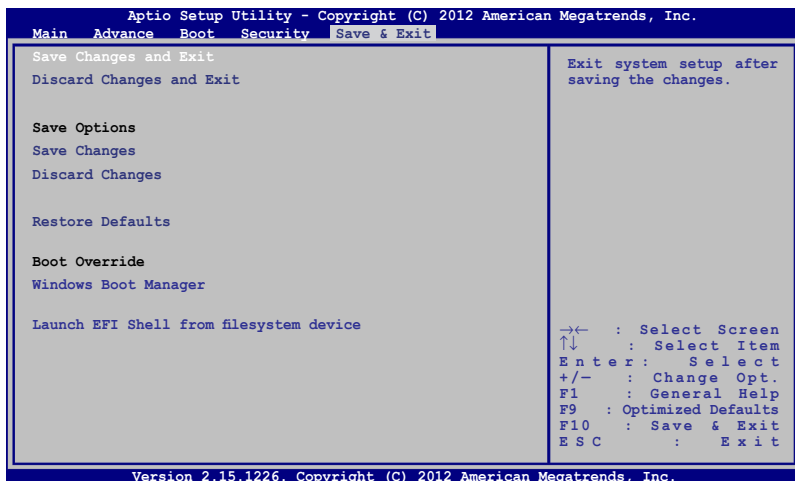 Aptio Setup Utility - Copyright (C) 2012 American Megatrends, Inc.
Main Advance Boot Security Save & Exit
Save Changes and Exit
Discard Changes and Exit
Save Options
Save Changes
Discard Changes
Restore Defaults
Boot Override
Windows Boot Manager
Launch EFI Shell from filesystem device
Exit system setup after
saving the changes.
→← : Select Screen
↑↓ : Select Item
Enter: Select
+/— : Change Opt.
F1 : General Help
F9 : Optimized Defaults
F10 : Save & Exit
ESC : Exit
Version 2.15.1226. Copyright (C) 2012 American Megatrends, Inc.